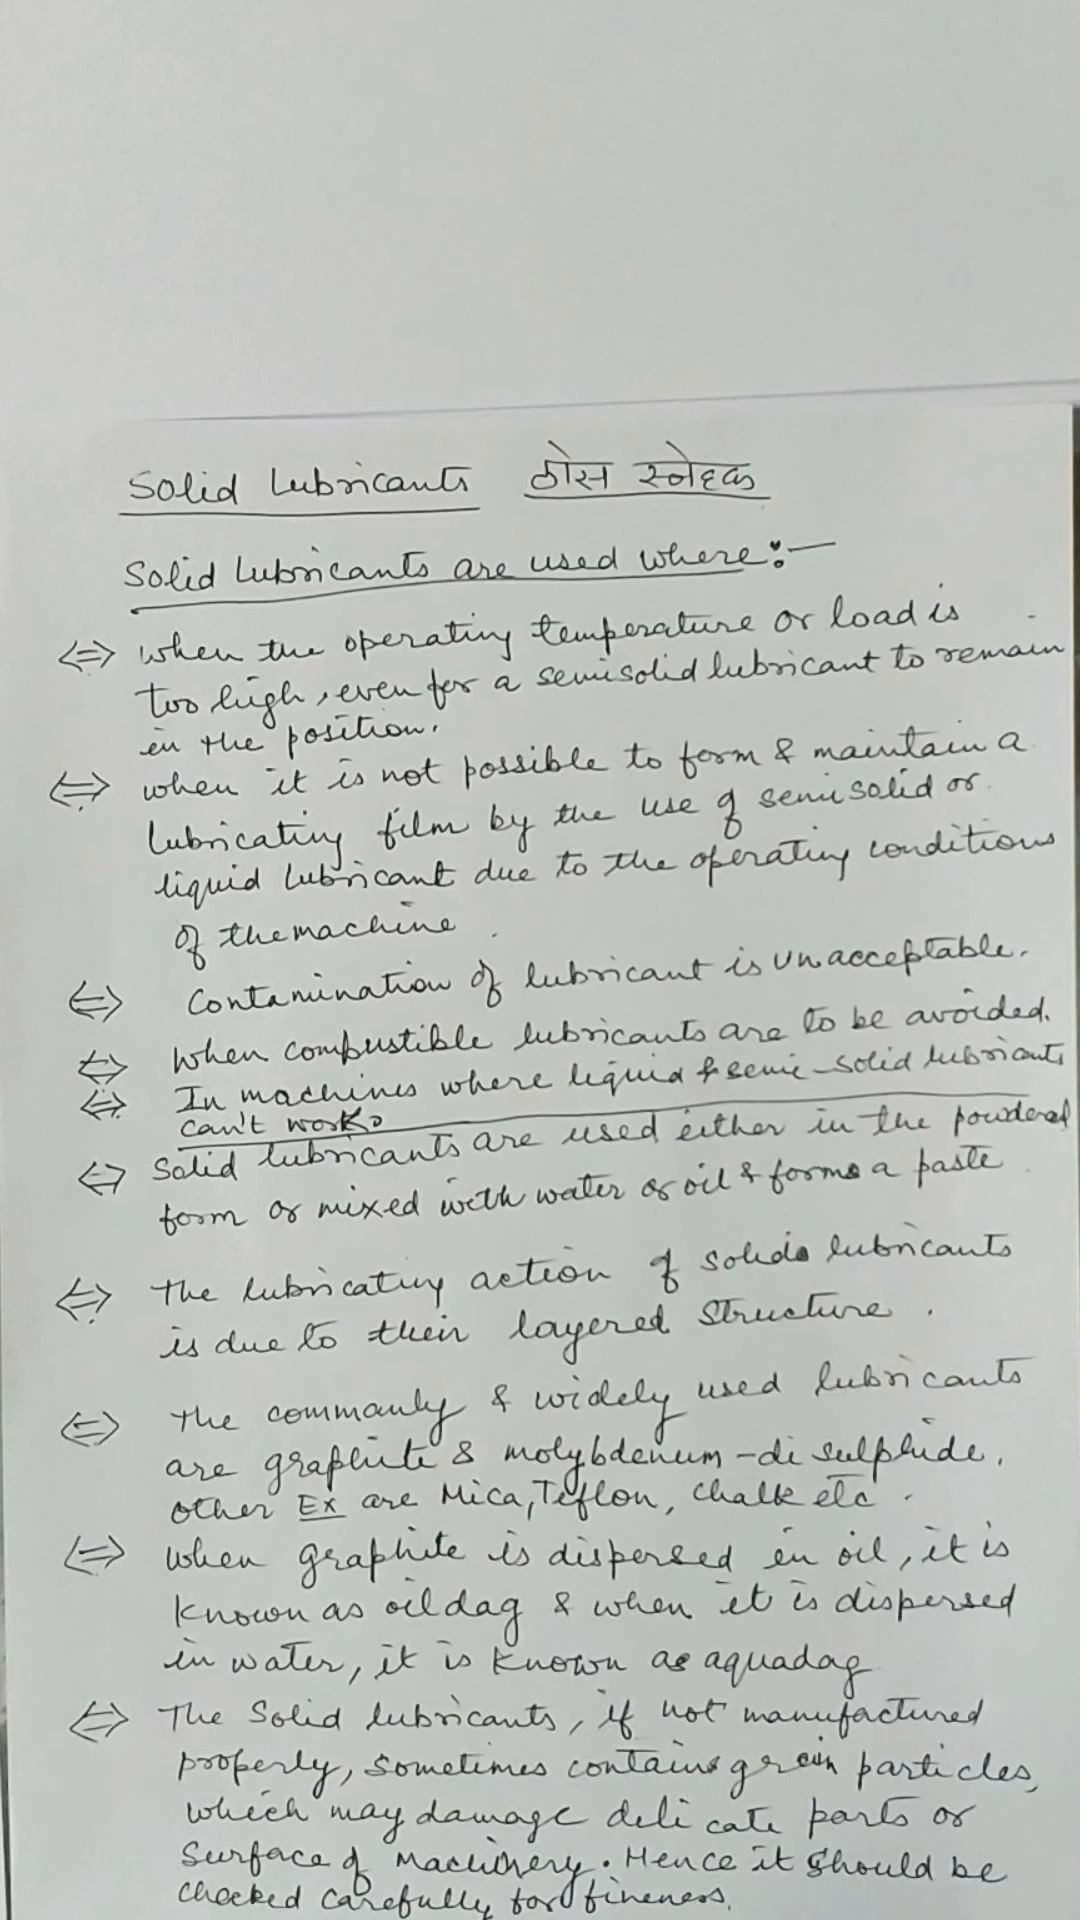 Solid Lubricants ठोस स्नेहक
Solid Lubricants are used where:-
⇔ when the operating temperature or load is
too high, even for a semisolid lubricant to remain
in the position.
⇔ when it is not possible to form & maintain a
lubricating film by the use of semisolid or
liquid lubricant due to the operating conditions
of the machine
⇔ Contamination of lubricant is unacceptable.
⇔ when combustible lubricants are to be avoided.
⇔ In machines where liquid & semi-solid lubricants
can't work.
⇔ Solid lubricants are used either in the powdered
form or mixed with water or oil & forms a paste
⇔ The lubricating action of solids lubricants
is due to their layered structure.
⇔ The commanly & widely used lubricants
are graphite & molybdenum-di sulphide.
other Ex are Mica, Teflon, Chalk etc.
⇔ when graphite is dispersed in oil, it is
known as oildag & when it is dispersed
in water, it is known as aquadag
⇔ The Solid lubricants, if not manufactured
properly, sometimes contains grain particles,
which may damage delicate parts or
Surface of Machinery. Hence it should be
checked carefully for fineness.